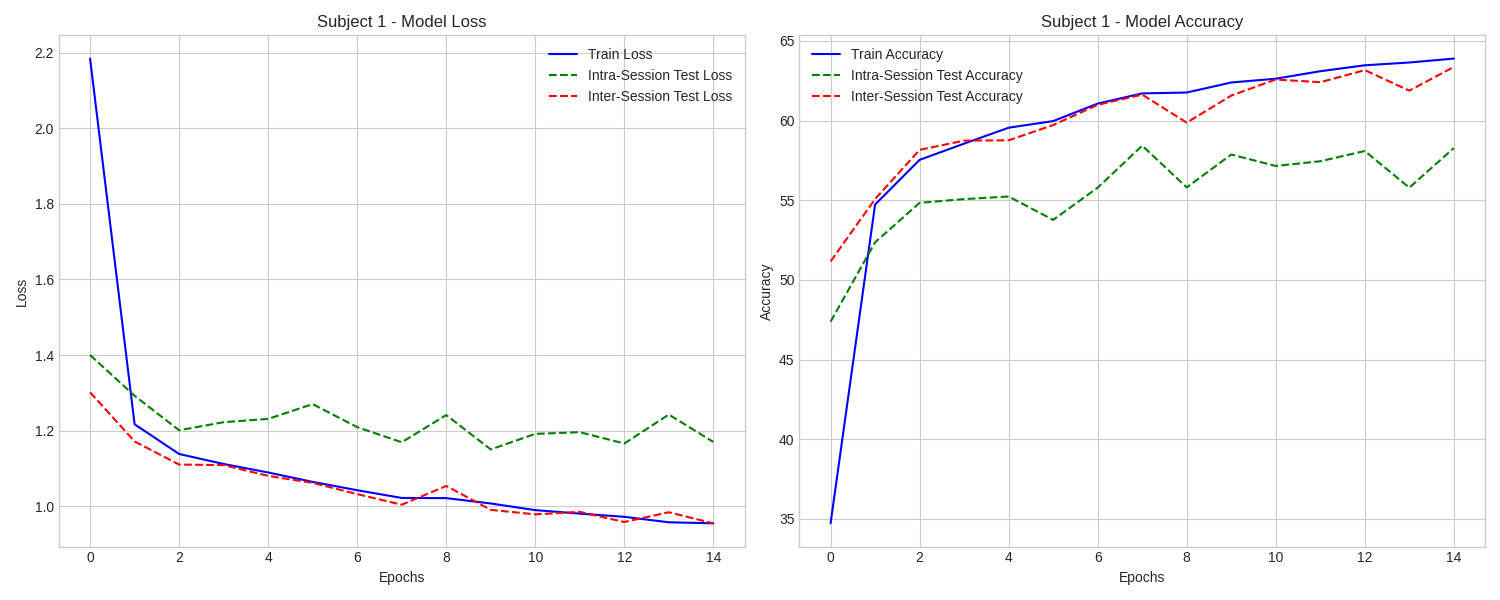 Subject 1 - Model Loss
2.2
2.0
1.8
1.6
1.4
1.2
1.0
Loss
Train Loss
Intra-Session Test Loss
Inter-Session Test Loss
0 2 4 6 8 10 12 14
Epochs
Subject 1 - Model Accuracy
65
60
55
50
45
40
35
Accuracy
Train Accuracy
Intra-Session Test Accuracy
Inter-Session Test Accuracy
0 2 4 6 8 10 12 14
Epochs